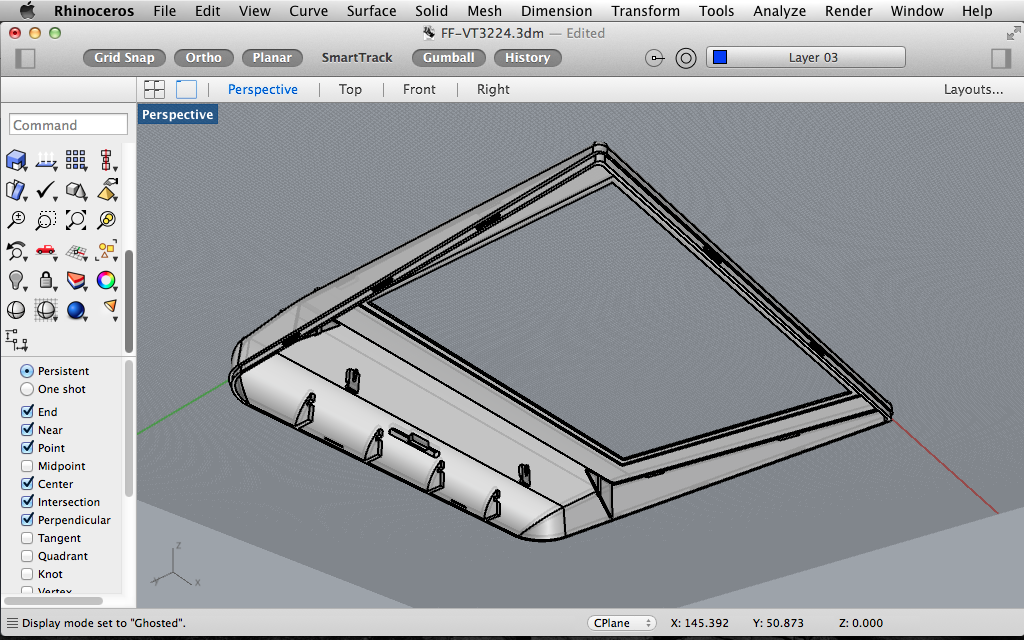 Rhinoceros File Edit View Curve Surface Solid Mesh Dimension Transform Tools Analyze Render Window Help
FF-VT3224.3dm — Edited
Grid Snap Ortho Planar SmartTrack Gumball History Layer 03
Perspective Top Front Right Layouts...
Perspective
Command
Persistent
One shot
End
Near
Point
Midpoint
Center
Intersection
Perpendicular
Tangent
Quadrant
Knot
Vertex
z
y x
Display mode set to "Ghosted". CPlane X: 145.392 Y: 50.873 Z: 0.000